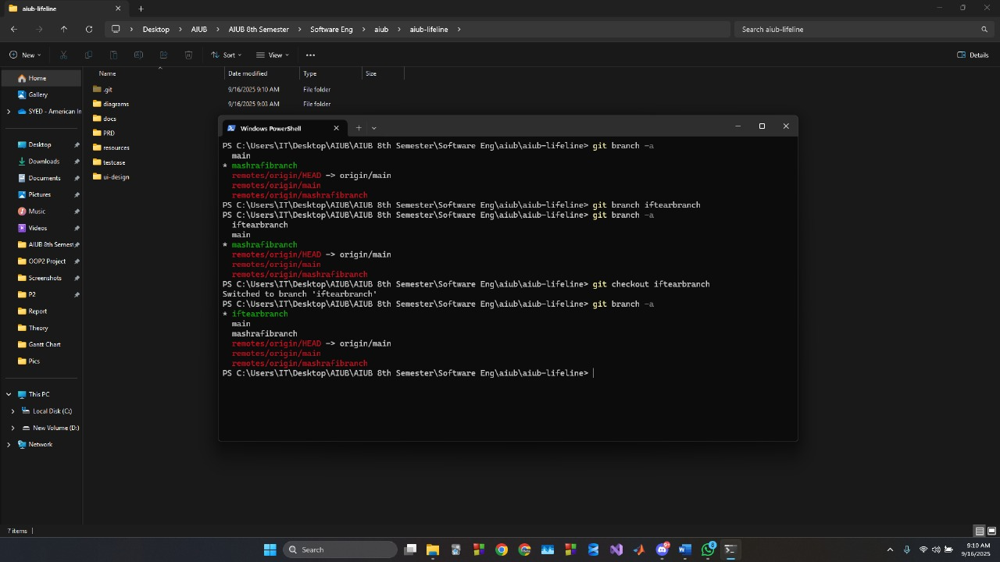 aiub-lifeline
Desktop > AIUB > AIUB 8th Semester > Software Eng > aiub > aiub-lifeline >
Search aiub-lifeline
New
Sort
View
Details
Name
Date modified
Type
Size
Home
Gallery
SYED - American In
Desktop
Downloads
Documents
Pictures
Music
Videos
AIUB 8th Semest
OOP2 Project
Screenshots
P2
Report
Theory
Gantt Chart
Pics
This PC
Local Disk (C:)
New Volume (D:)
Network
.git 9/16/2025 9:10 AM File folder
diagrams 9/16/2025 9:03 AM File folder
docs
PRD
resources
testcase
ui-design
Windows PowerShell
PS C:\Users\IT\Desktop\AIUB\AIUB 8th Semester\Software Eng\aiub\aiub-lifeline> git branch -a
main
* mashrafibranch
remotes/origin/HEAD -> origin/main
remotes/origin/main
remotes/origin/mashrafibranch
PS C:\Users\IT\Desktop\AIUB\AIUB 8th Semester\Software Eng\aiub\aiub-lifeline> git branch iftearbranch
PS C:\Users\IT\Desktop\AIUB\AIUB 8th Semester\Software Eng\aiub\aiub-lifeline> git branch -a
iftearbranch
main
* mashrafibranch
remotes/origin/HEAD -> origin/main
remotes/origin/main
remotes/origin/mashrafibranch
PS C:\Users\IT\Desktop\AIUB\AIUB 8th Semester\Software Eng\aiub\aiub-lifeline> git checkout iftearbranch
Switched to branch 'iftearbranch'
PS C:\Users\IT\Desktop\AIUB\AIUB 8th Semester\Software Eng\aiub\aiub-lifeline> git branch -a
* iftearbranch
main
mashrafibranch
remotes/origin/HEAD -> origin/main
remotes/origin/main
remotes/origin/mashrafibranch
PS C:\Users\IT\Desktop\AIUB\AIUB 8th Semester\Software Eng\aiub\aiub-lifeline>
7 items
Search
9:10 AM
9/16/2025